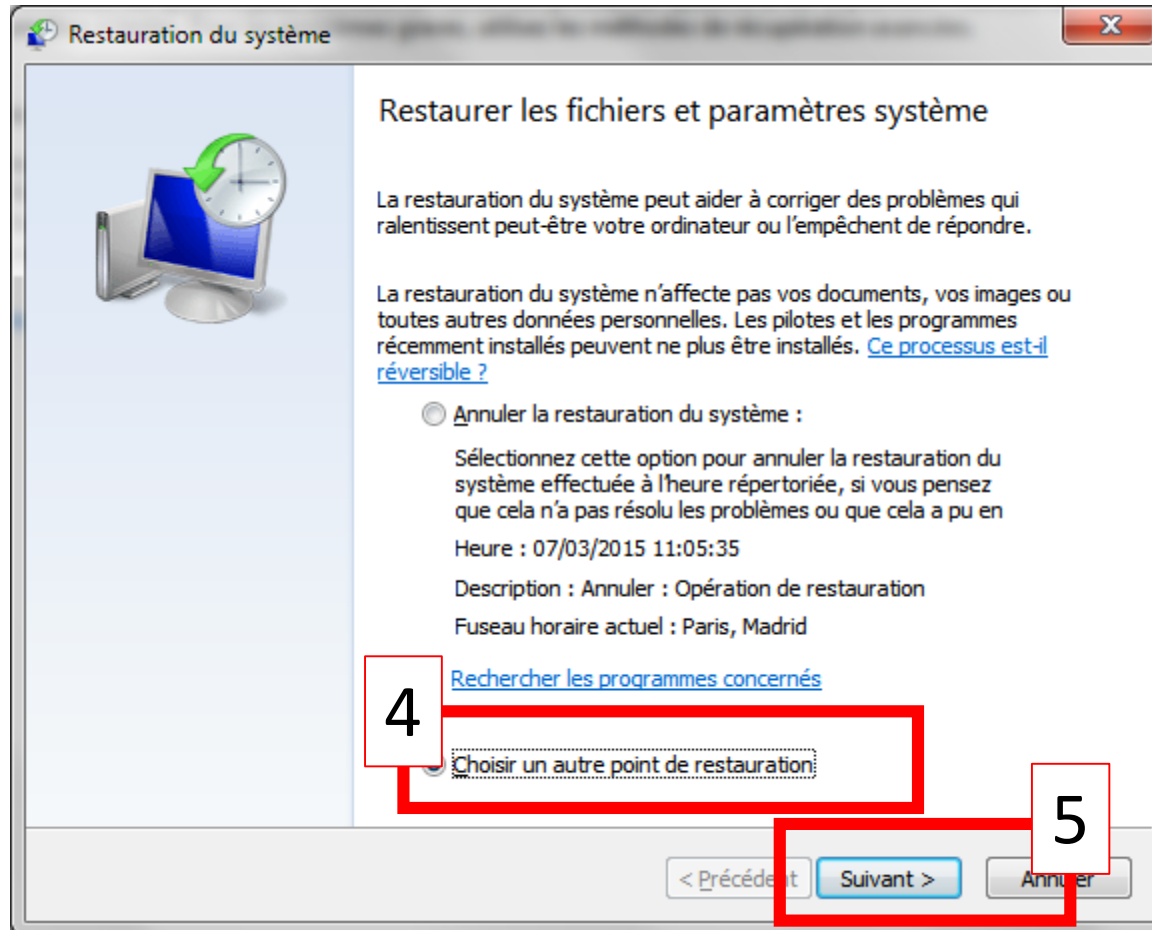 Restauration du système
Restaurer les fichiers et paramètres système
La restauration du système peut aider à corriger des problèmes qui
ralentissent peut-être votre ordinateur ou l’empêchent de répondre.
La restauration du système n’affecte pas vos documents, vos images ou
toutes autres données personnelles. Les pilotes et les programmes
récemment installés peuvent ne plus être installés. Ce processus est-il
réversible ?
Annuler la restauration du système :
Sélectionnez cette option pour annuler la restauration du
système effectuée à l’heure répertoriée, si vous pensez
que cela n’a pas résolu les problèmes ou que cela a pu en
Heure : 07/03/2015 11:05:35
Description : Annuler : Opération de restauration
Fuseau horaire actuel : Paris, Madrid
Rechercher les programmes concernés
4
Choisir un autre point de restauration
5
< Précédent
Suivant >
Annuler